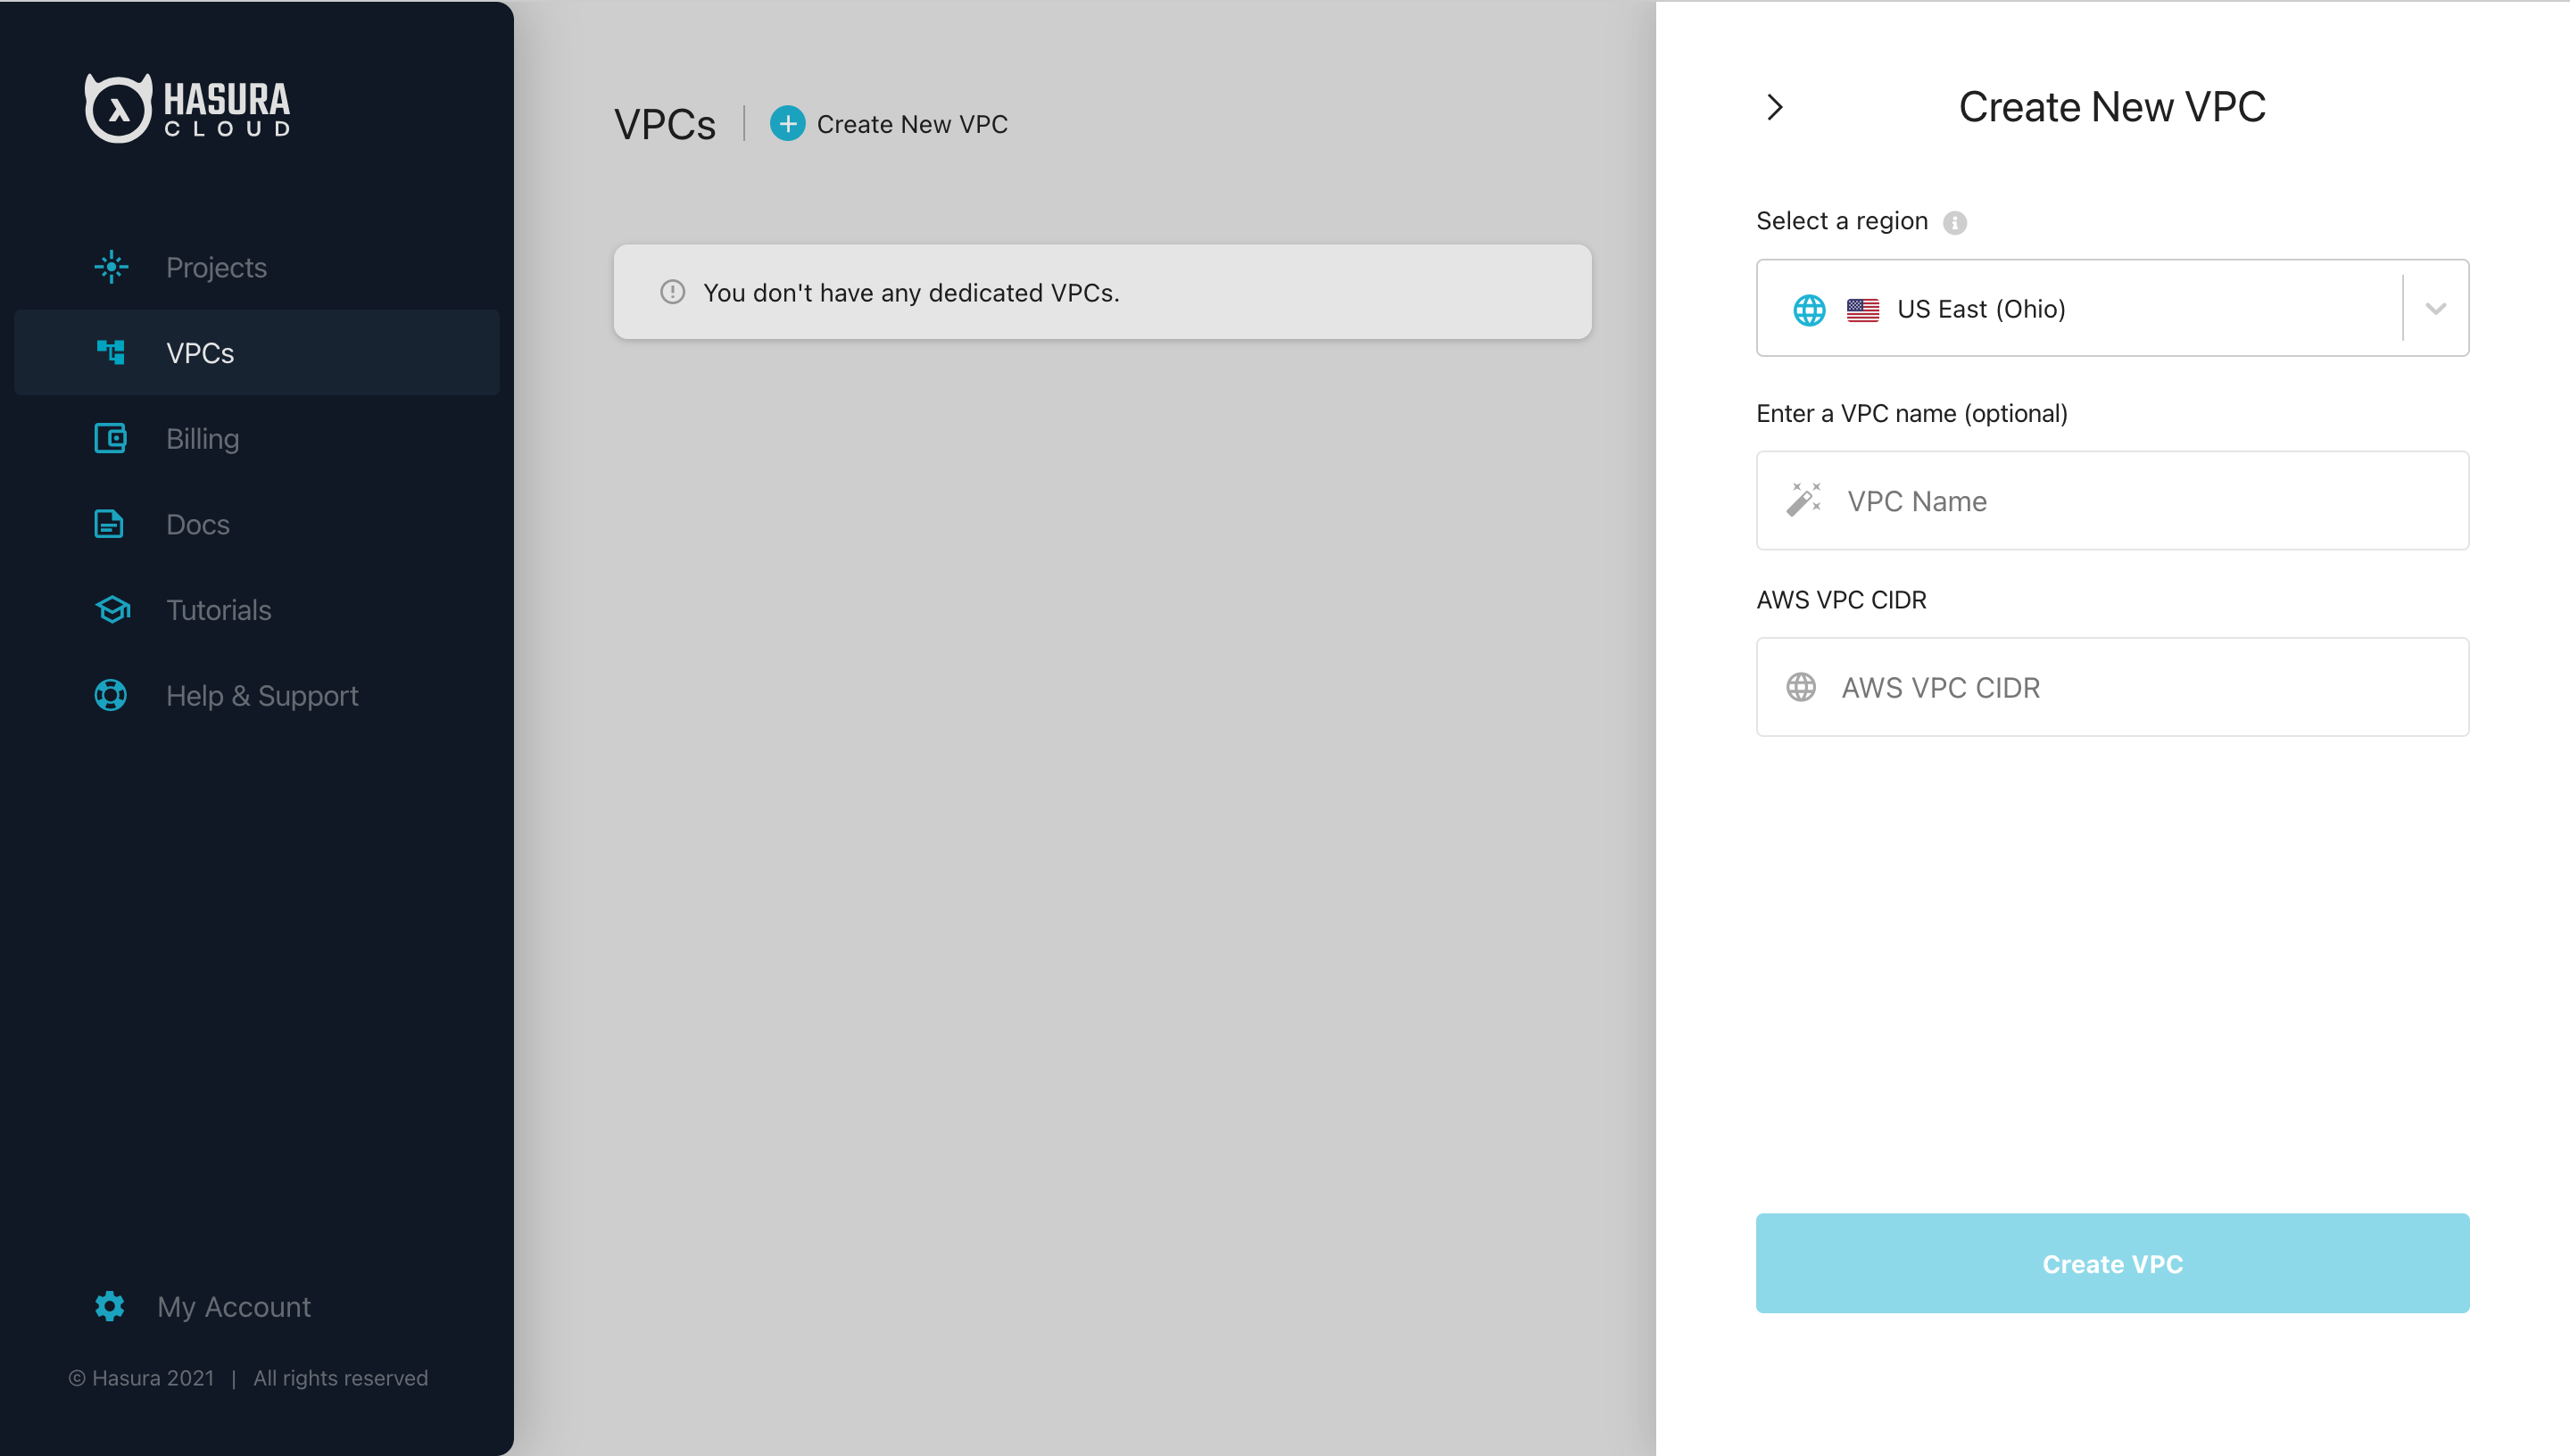 HASURA
CLOUD
Projects
VPCs
Billing
Docs
Tutorials
Help & Support
My Account
© Hasura 2021 | All rights reserved
VPCs
Create New VPC
You don't have any dedicated VPCs.
Create New VPC
Select a region
US East (Ohio)
Enter a VPC name (optional)
VPC Name
AWS VPC CIDR
AWS VPC CIDR
Create VPC